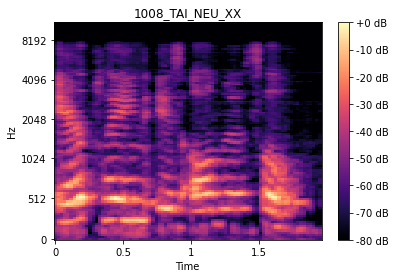 1008_TAI_NEU_XX
+0 dB
8192
-10 dB
4096
-20 dB
-30 dB
2048
-40 dB
Hz
1024
-50 dB
-60 dB
512
-70 dB
0
-80 dB
0
0.5
1
1.5
Time